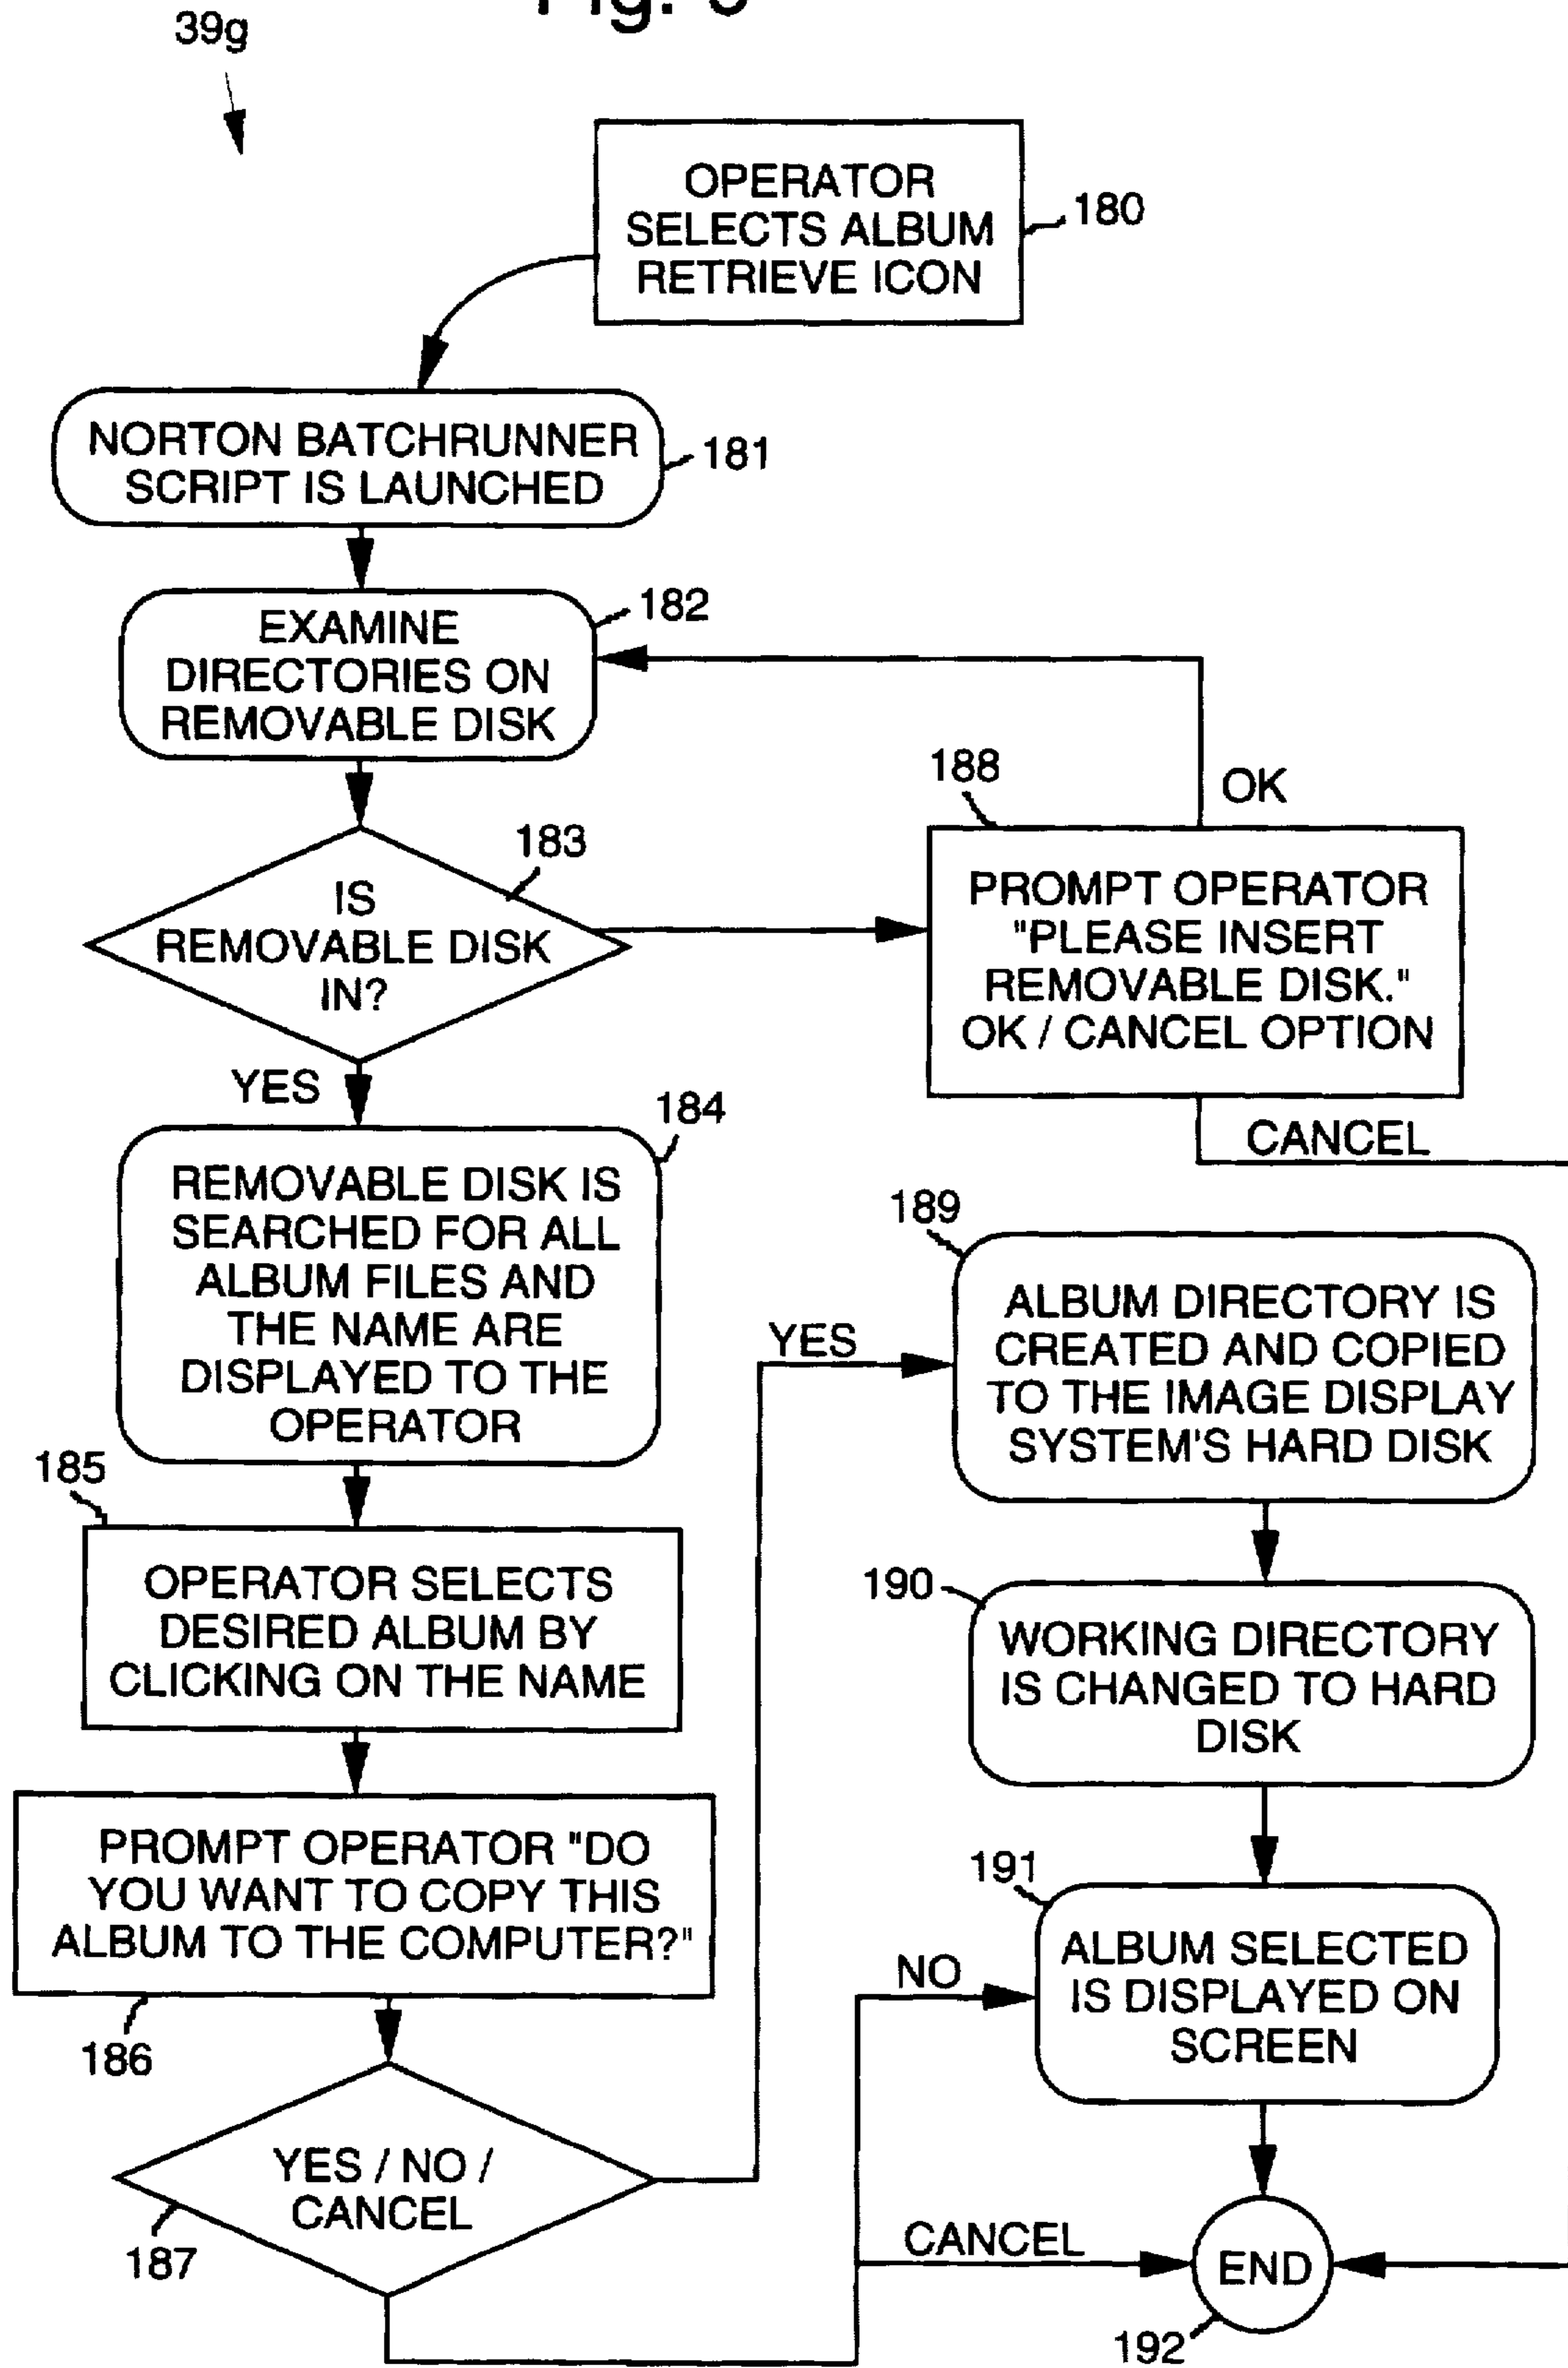 39g
OPERATOR
SELECTS ALBUM
RETRIEVE ICON
180
NORTON BATCHRUNNER
SCRIPT IS LAUNCHED
181
EXAMINE
DIRECTORIES ON
REMOVABLE DISK
182
IS
REMOVABLE DISK
IN?
183
188
OK
PROMPT OPERATOR
"PLEASE INSERT
REMOVABLE DISK."
OK / CANCEL OPTION
CANCEL
YES
184
REMOVABLE DISK IS
SEARCHED FOR ALL
ALBUM FILES AND
THE NAME ARE
DISPLAYED TO THE
OPERATOR
185
OPERATOR SELECTS
DESIRED ALBUM BY
CLICKING ON THE NAME
PROMPT OPERATOR "DO
YOU WANT TO COPY THIS
ALBUM TO THE COMPUTER?"
186
YES / NO /
CANCEL
187
YES
189
ALBUM DIRECTORY IS
CREATED AND COPIED
TO THE IMAGE DISPLAY
SYSTEM'S HARD DISK
190
WORKING DIRECTORY
IS CHANGED TO HARD
DISK
191
NO
ALBUM SELECTED
IS DISPLAYED ON
SCREEN
CANCEL
END
192